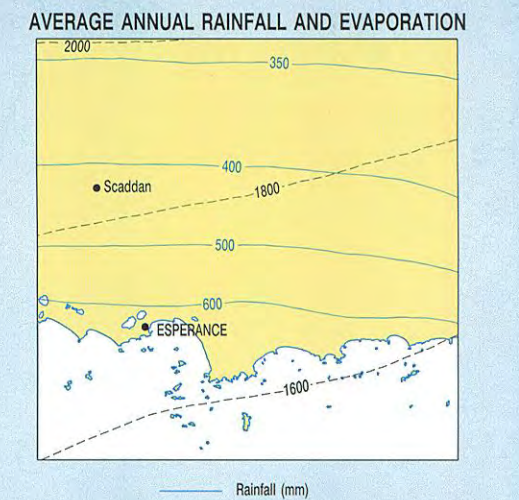 AVERAGE ANNUAL RAINFALL AND EVAPORATION
2000
350
400
Scaddan
1800
500
600
ESPERANCE
1600
Rainfall (mm)